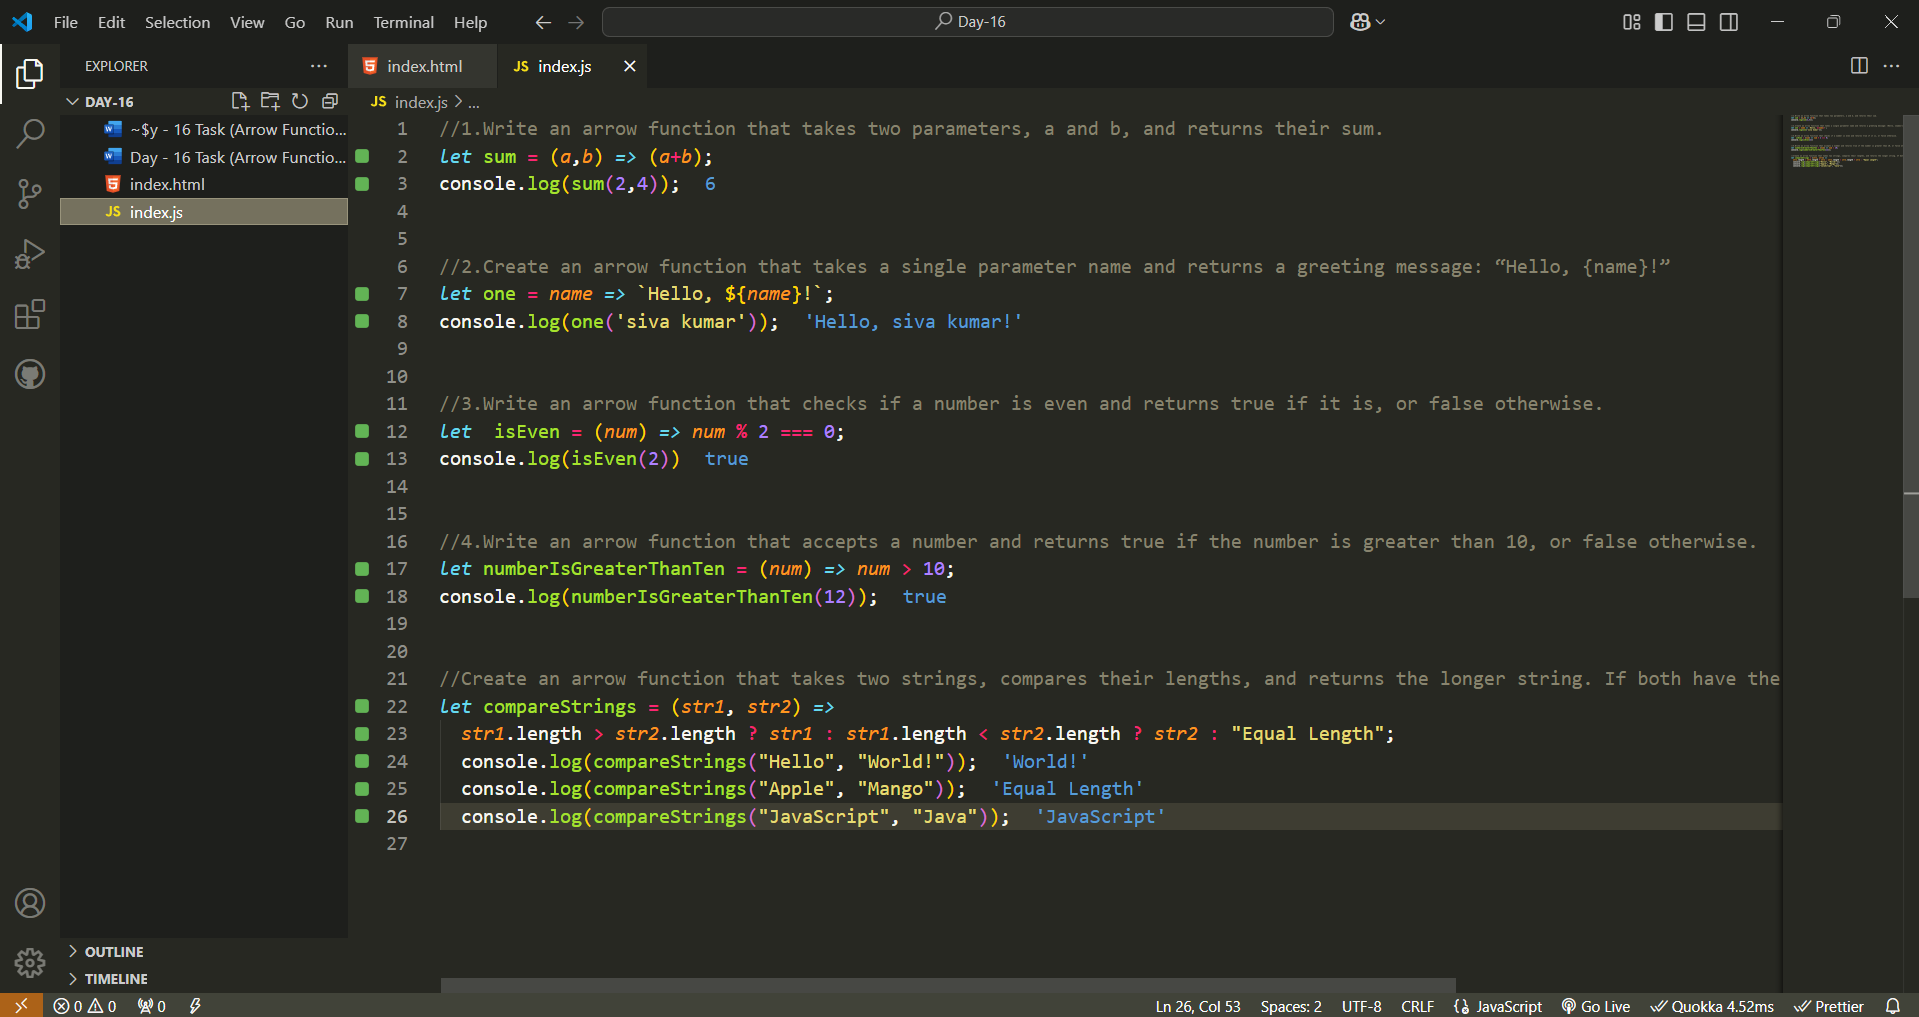 File Edit Selection View Go Run Terminal Help Day-16
EXPLORER
index.html
JS index.js
DAY-16
~$y - 16 Task (Arrow Functio...
Day - 16 Task (Arrow Functio...
index.html
JS index.js
JS index.js > ...
1 //1.Write an arrow function that takes two parameters, a and b, and returns their sum.
2 let sum = (a,b) => (a+b);
3 console.log(sum(2,4)); 6
4
5
6 //2.Create an arrow function that takes a single parameter name and returns a greeting message: “Hello, {name}!”
7 let one = name => `Hello, ${name}!`;
8 console.log(one('siva kumar')); 'Hello, siva kumar!'
9
10
11 //3.Write an arrow function that checks if a number is even and returns true if it is, or false otherwise.
12 let  isEven = (num) => num % 2 === 0;
13 console.log(isEven(2)) true
14
15
16 //4.Write an arrow function that accepts a number and returns true if the number is greater than 10, or false otherwise.
17 let numberIsGreaterThanTen = (num) => num > 10;
18 console.log(numberIsGreaterThanTen(12)); true
19
20
21 //Create an arrow function that takes two strings, compares their lengths, and returns the longer string. If both have the
22 let compareStrings = (str1, str2) =>
23 str1.length > str2.length ? str1 : str1.length < str2.length ? str2 : "Equal Length";
24 console.log(compareStrings("Hello", "World!")); 'World!'
25 console.log(compareStrings("Apple", "Mango")); 'Equal Length'
26 console.log(compareStrings("JavaScript", "Java")); 'JavaScript'
27
OUTLINE
TIMELINE
0 0 0 Ln 26, Col 53 Spaces: 2 UTF-8 CRLF JavaScript Go Live Quokka 4.52ms Prettier